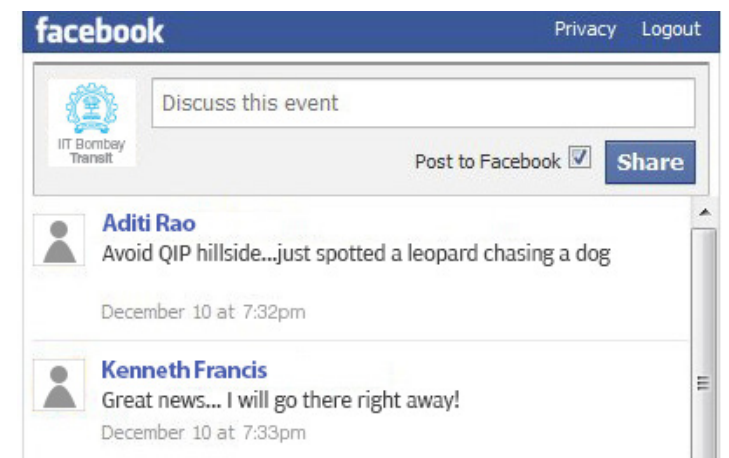 facebook
Privacy Logout
Discuss this event
IIT Bombay
Transit
Post to Facebook
Share
Aditi Rao
Avoid QIP hillside...just spotted a leopard chasing a dog
December 10 at 7:32pm
Kenneth Francis
Great news... I will go there right away!
December 10 at 7:33pm